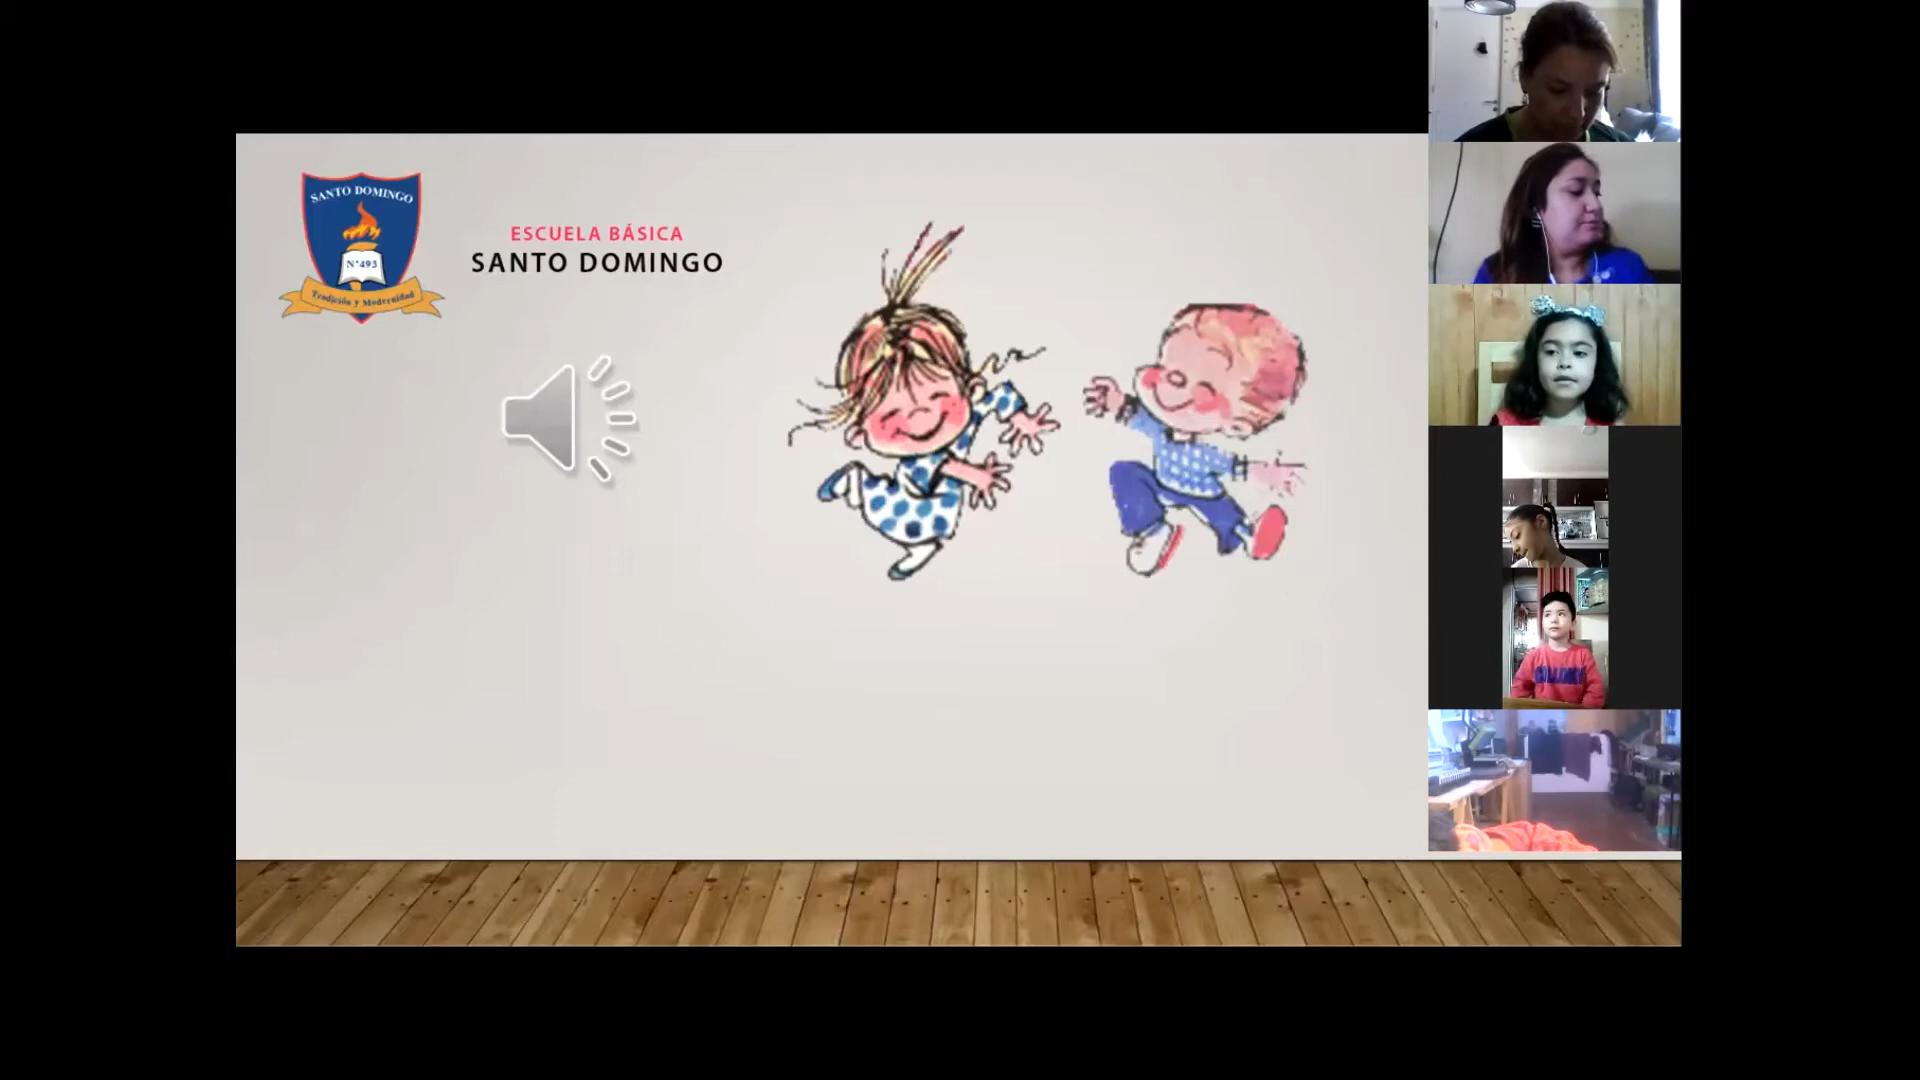 SANTO DOMINGO
N°493
Tradición y Modernidad
ESCUELA BÁSICA
SANTO DOMINGO